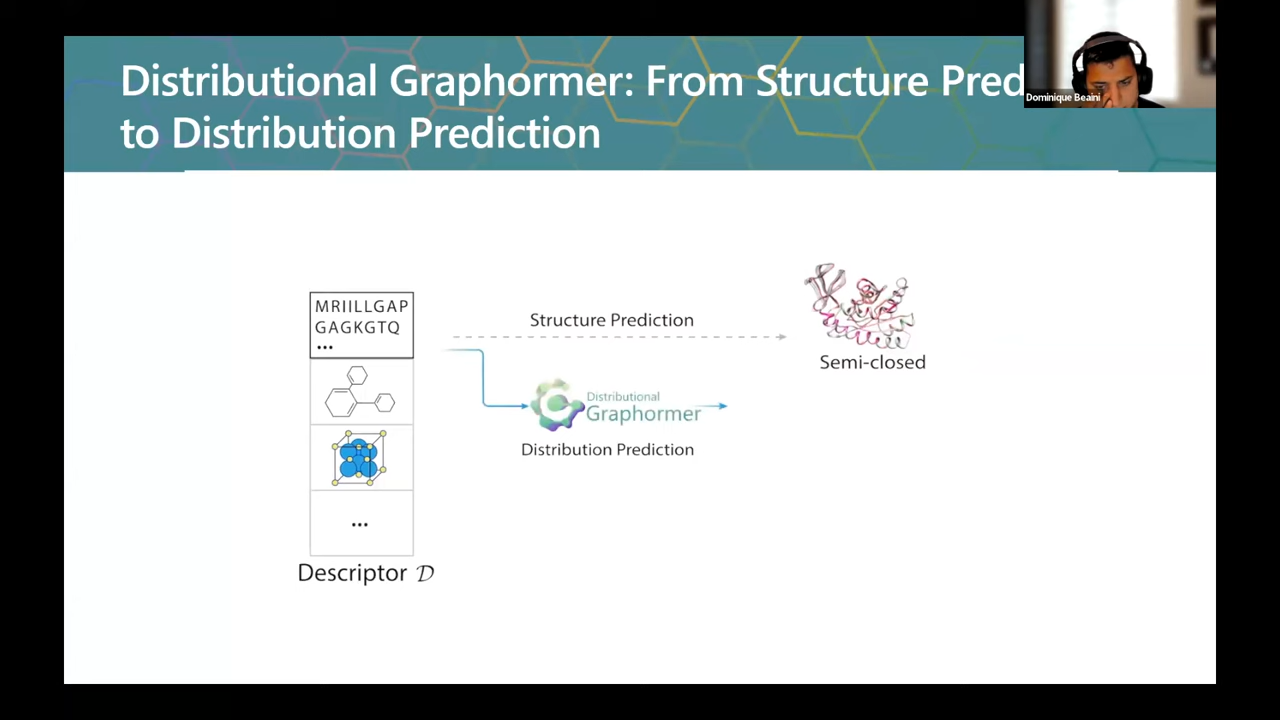 Distributional Graphormer: From Structure Pred
to Distribution Prediction
Dominique Beaini
MRIILLGAP
GAGKGTQ
...
Structure Prediction
Semi-closed
Distributional
Graphormer
Distribution Prediction
...
Descriptor 𝒟